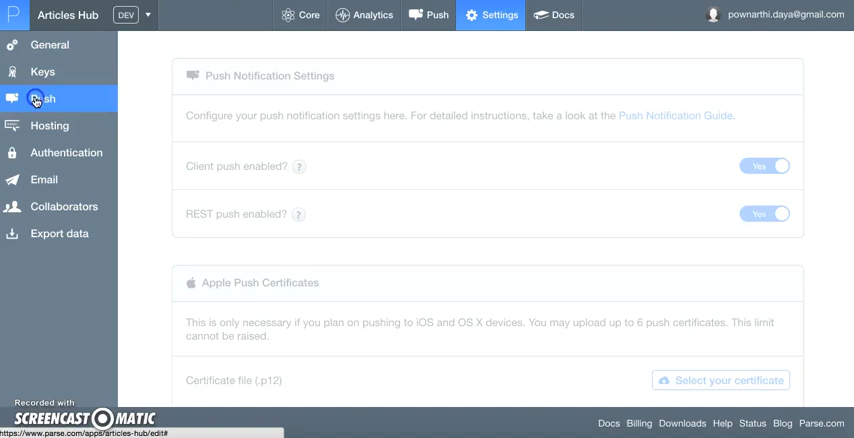 Articles Hub DEV Core Analytics Push Settings Docs pownarthi.daya@gmail.com
General
Keys
Push
Hosting
Authentication
Email
Collaborators
Export data
Push Notification Settings
Configure your push notification settings here. For detailed instructions, take a look at the Push Notification Guide.
Client push enabled? ? Yes
REST push enabled? ? Yes
Apple Push Certificates
This is only necessary if you plan on pushing to iOS and OS X devices. You may upload up to 6 push certificates. This limit
cannot be raised.
Certificate file (.p12) Select your certificate
Recorded with
SCREENCAST-O-MATIC
Docs Billing Downloads Help Status Blog Parse.com
https://www.parse.com/apps/articles-hub/edit#